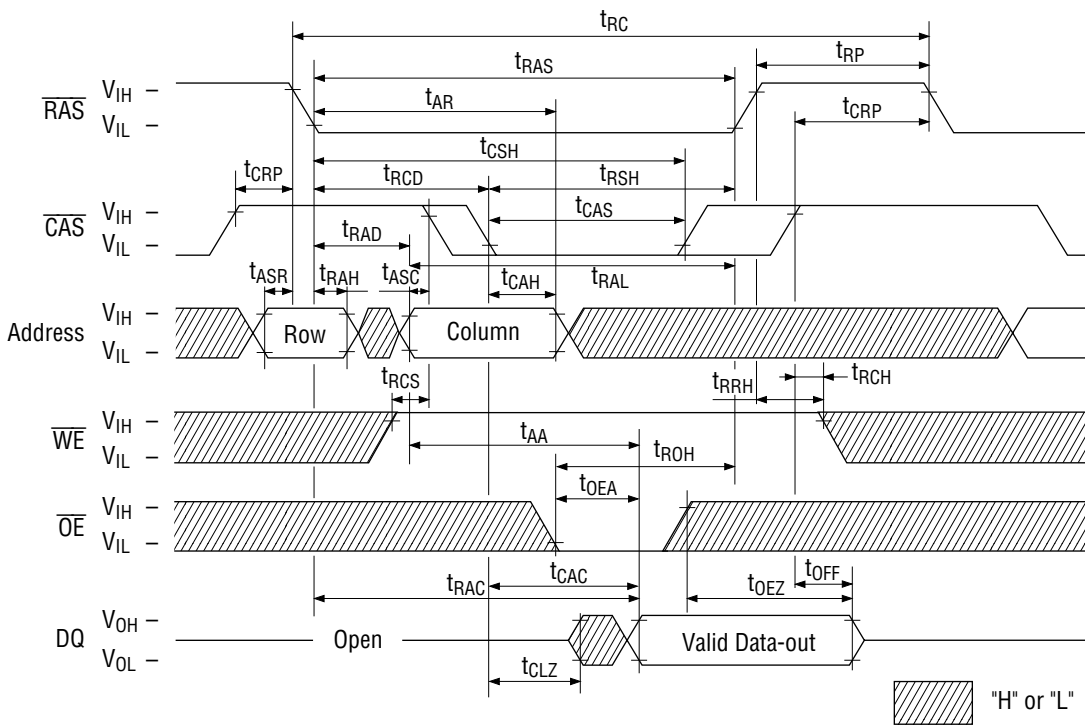 tRC
tRAS
tRP
tAR
tCRP
RAS
VIH –
VIL –
tCSH
tCRP
tRCD
tRSH
CAS
VIH –
VIL –
tCAS
tRAD
tRAL
tASR
tRAH
tASC
tCAH
Address
VIH –
VIL –
Row
Column
tRCS
tRRH
tRCH
WE
VIH –
VIL –
tAA
tROH
tOEA
OE
VIH –
VIL –
tCAC
tRAC
tOFF
tOEZ
DQ
VOH –
VOL –
Open
Valid Data-out
tCLZ
"H" or "L"